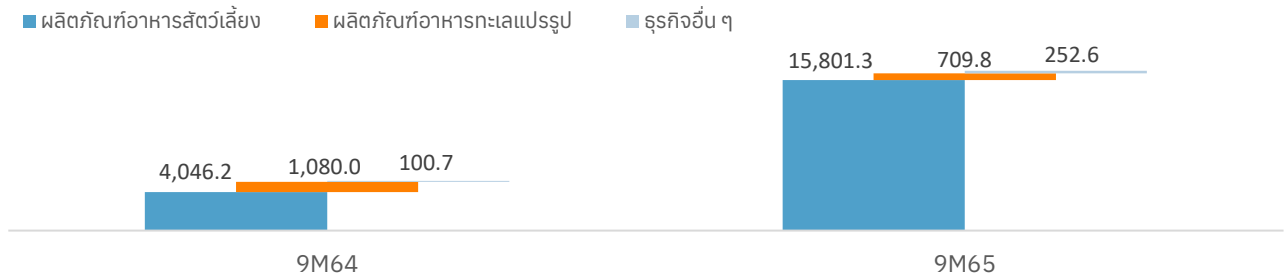 ผลิตภัณฑ์อาหารสัตว์เลี้ยง ผลิตภัณฑ์อาหารทะเลแปรรูป ธุรกิจอื่น ๆ
15,801.3 709.8 252.6
4,046.2 1,080.0 100.7
9M64 9M65